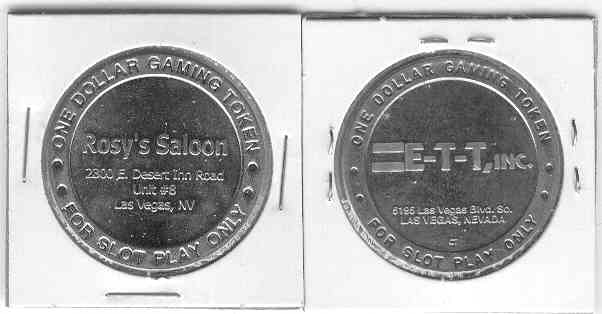 ONE DOLLAR GAMING TOKEN
Rosy's Saloon
2300 E. Desert Inn Road
Unit #8
Las Vegas, NV
FOR SLOT PLAY ONLY
ONE DOLLAR GAMING TOKEN
E-T-T, INC.
5195 Las Vegas Blvd. So.
LAS VEGAS, NEVADA
FOR SLOT PLAY ONLY